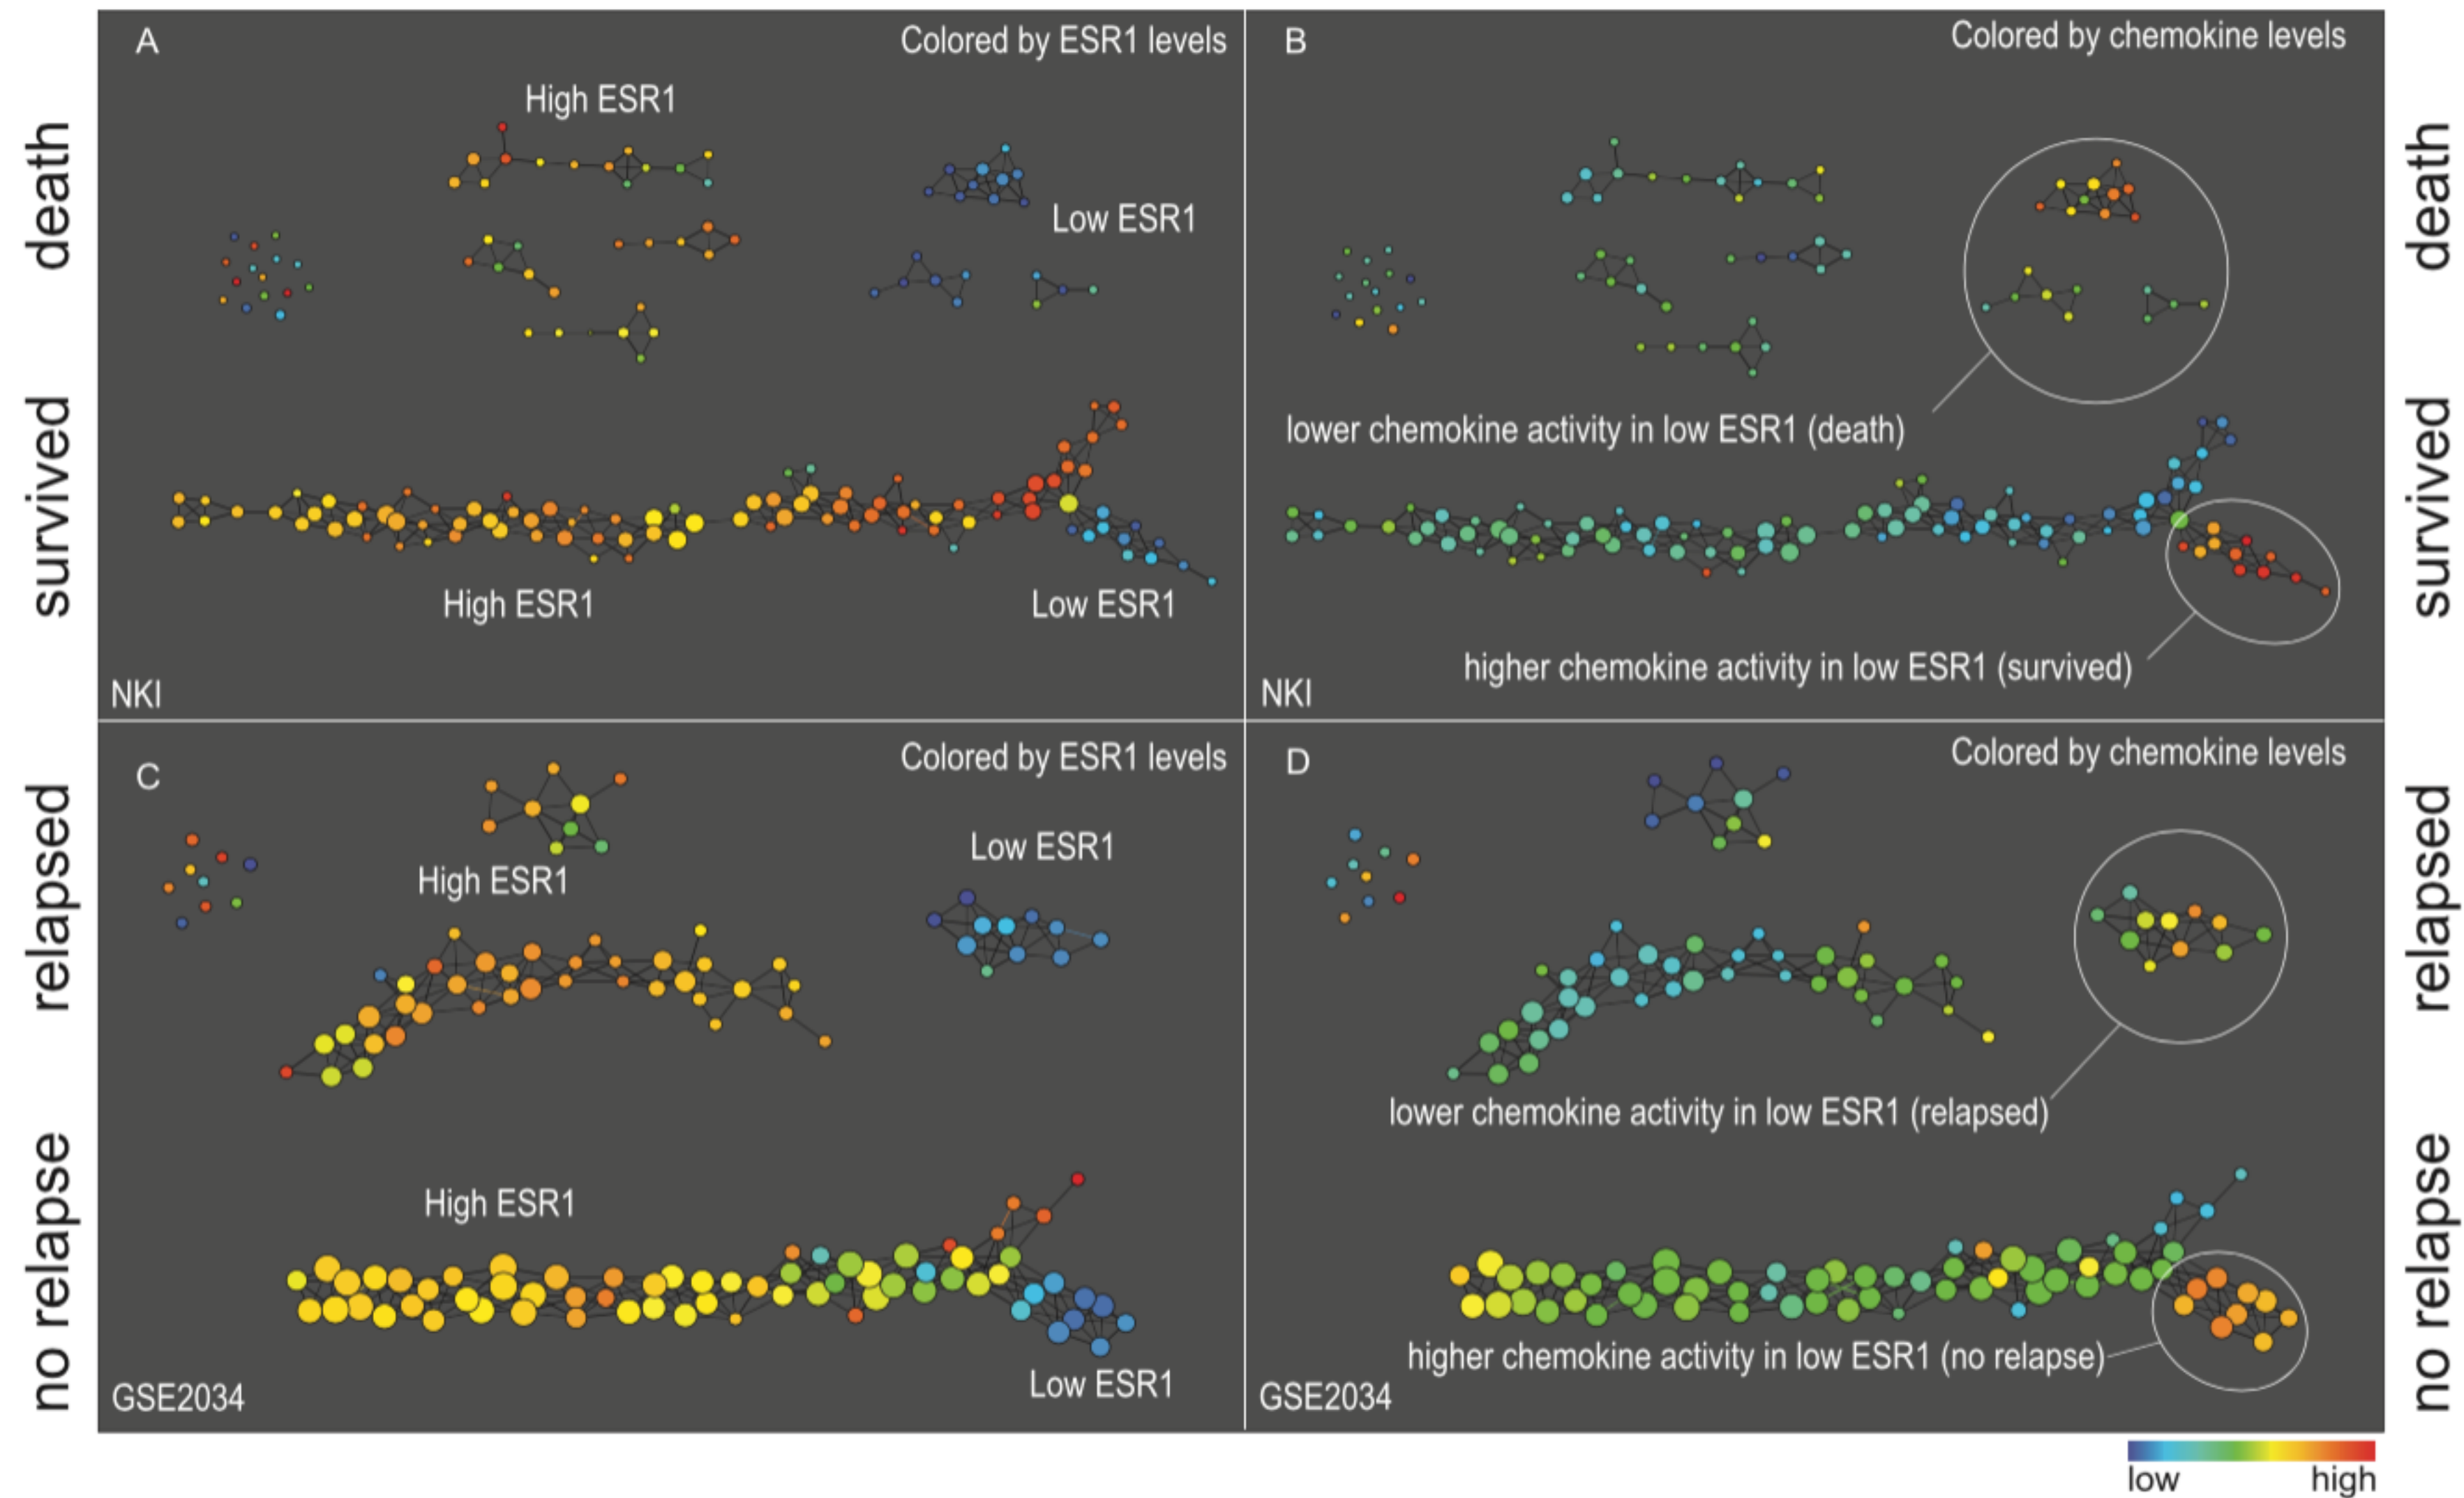 A
Colored by ESR1 levels
High ESR1
Low ESR1
High ESR1
Low ESR1
NKI
B
Colored by chemokine levels
lower chemokine activity in low ESR1 (death)
higher chemokine activity in low ESR1 (survived)
NKI
death
survived
death
survived
C
Colored by ESR1 levels
Low ESR1
High ESR1
High ESR1
Low ESR1
GSE2034
D
Colored by chemokine levels
lower chemokine activity in low ESR1 (relapsed)
higher chemokine activity in low ESR1 (no relapse)
GSE2034
relapsed
no relapse
relapsed
no relapse
low
high